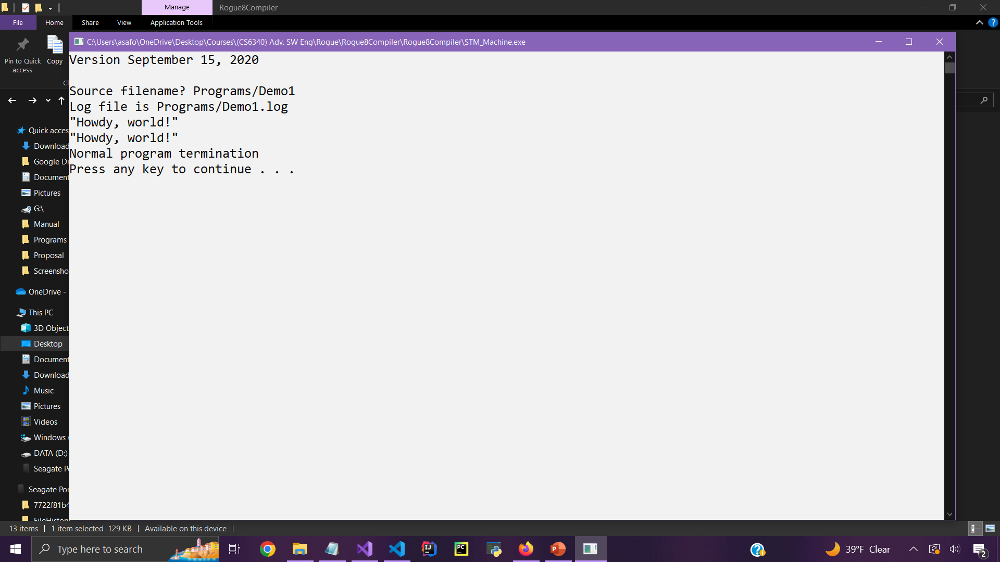 Manage
Rogue8Compiler
File
Home
Share
View
Application Tools
C:\Users\asafo\OneDrive\Desktop\Courses\(CS6340) Adv. SW Eng\Rogue\Rogue8Compiler\Rogue8Compiler\STM_Machine.exe
Pin to Quick
access
Copy
Cl
Version September 15, 2020
Source filename? Programs/Demo1
Log file is Programs/Demo1.log
"Howdy, world!"
"Howdy, world!"
Normal program termination
Press any key to continue . . .
Quick acces
Download
Google Dr
Document
Pictures
G:\
Manual
Programs
Proposal
Screensho
OneDrive -
This PC
3D Object
Desktop
Document
Download
Music
Pictures
Videos
Windows (
DATA (D:)
Seagate Po
Seagate Por
7722f81b4
FileHistor
13 items
1 item selected 129 KB
Available on this device
Type here to search
39°F Clear
2